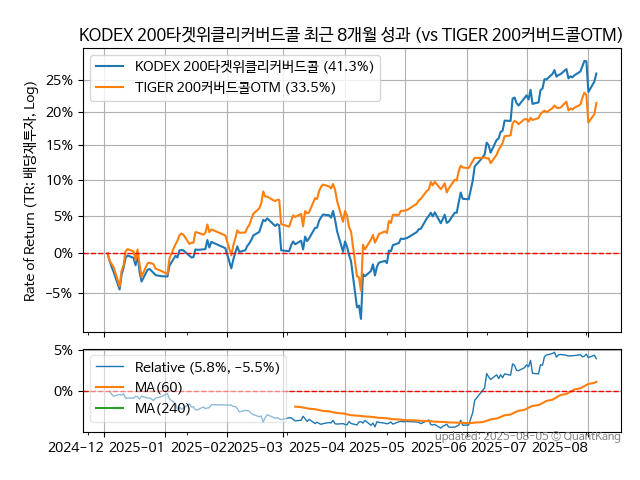 KODEX 200타겟위클리커버드콜 최근 8개월 성과 (vs TIGER 200커버드콜OTM)
KODEX 200타겟위클리커버드콜 (41.3%)
TIGER 200커버드콜OTM (33.5%)
Rate of Return (TR: 배당재투자, Log)
25%
20%
15%
10%
5%
0%
−5%
5%
0%
Relative (5.8%, −5.5%)
MA(60)
MA(240)
2024−12 2025−01 2025−02 2025−03 2025−04 2025−05 2025−06 2025−07 2025−08
updated: 2025−08−05 © QuantKang